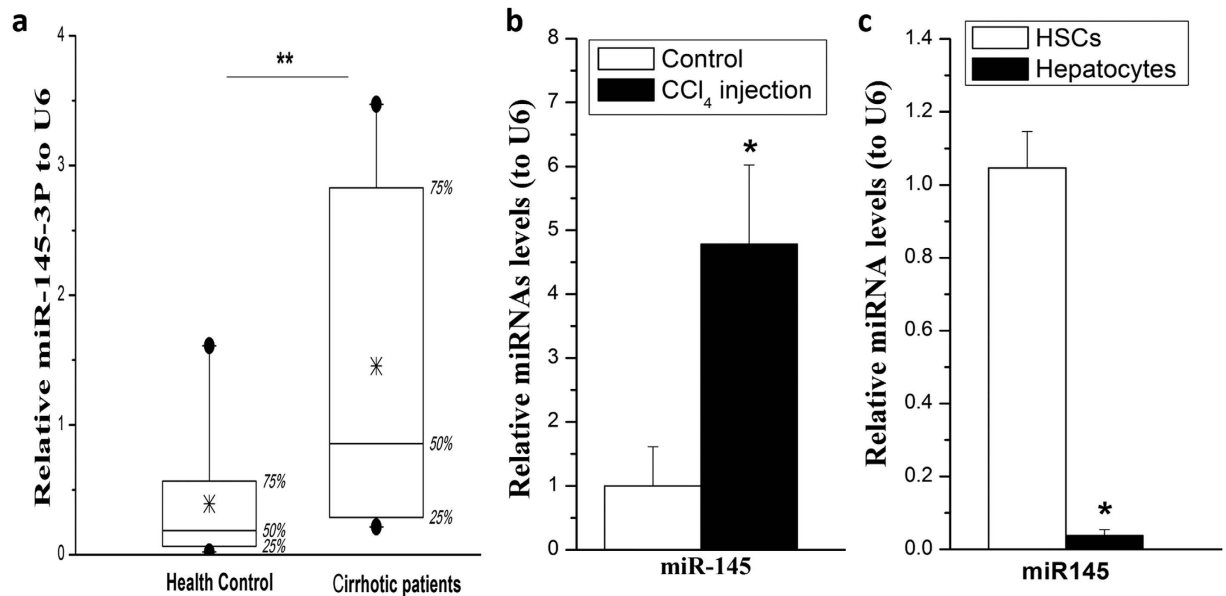 a
Relative miR-145-3P to U6
4
3
2
1
0
**
75%
50%
25%
75%
50%
25%
Health Control
Cirrhotic patients
b
Relative miRNAs levels (to U6)
8
7
6
5
4
3
2
1
0
Control
CCl₄ injection
*
miR-145
c
Relative miRNA levels (to U6)
1.4
1.2
1.0
0.8
0.6
0.4
0.2
0.0
HSCs
Hepatocytes
*
miR145